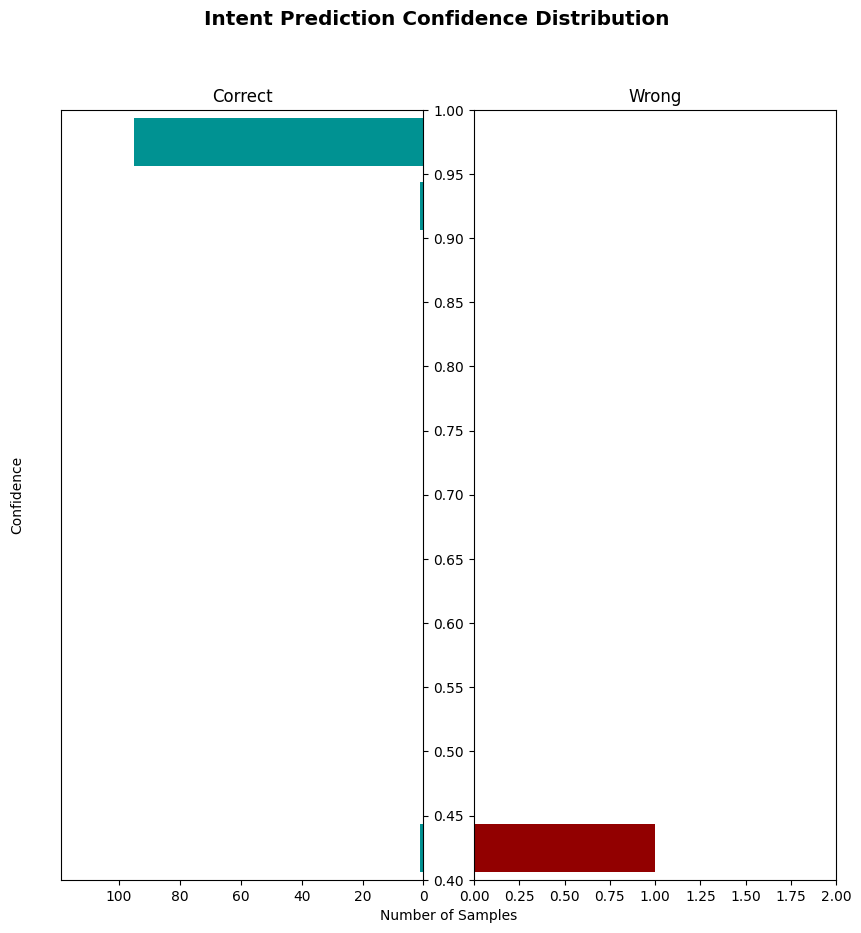 Intent Prediction Confidence Distribution
Correct
Wrong
1.00
0.95
0.90
0.85
0.80
0.75
0.70
0.65
0.60
0.55
0.50
0.45
0.40
Confidence
100 80 60 40 20 0
0.00 0.25 0.50 0.75 1.00 1.25 1.50 1.75 2.00
Number of Samples